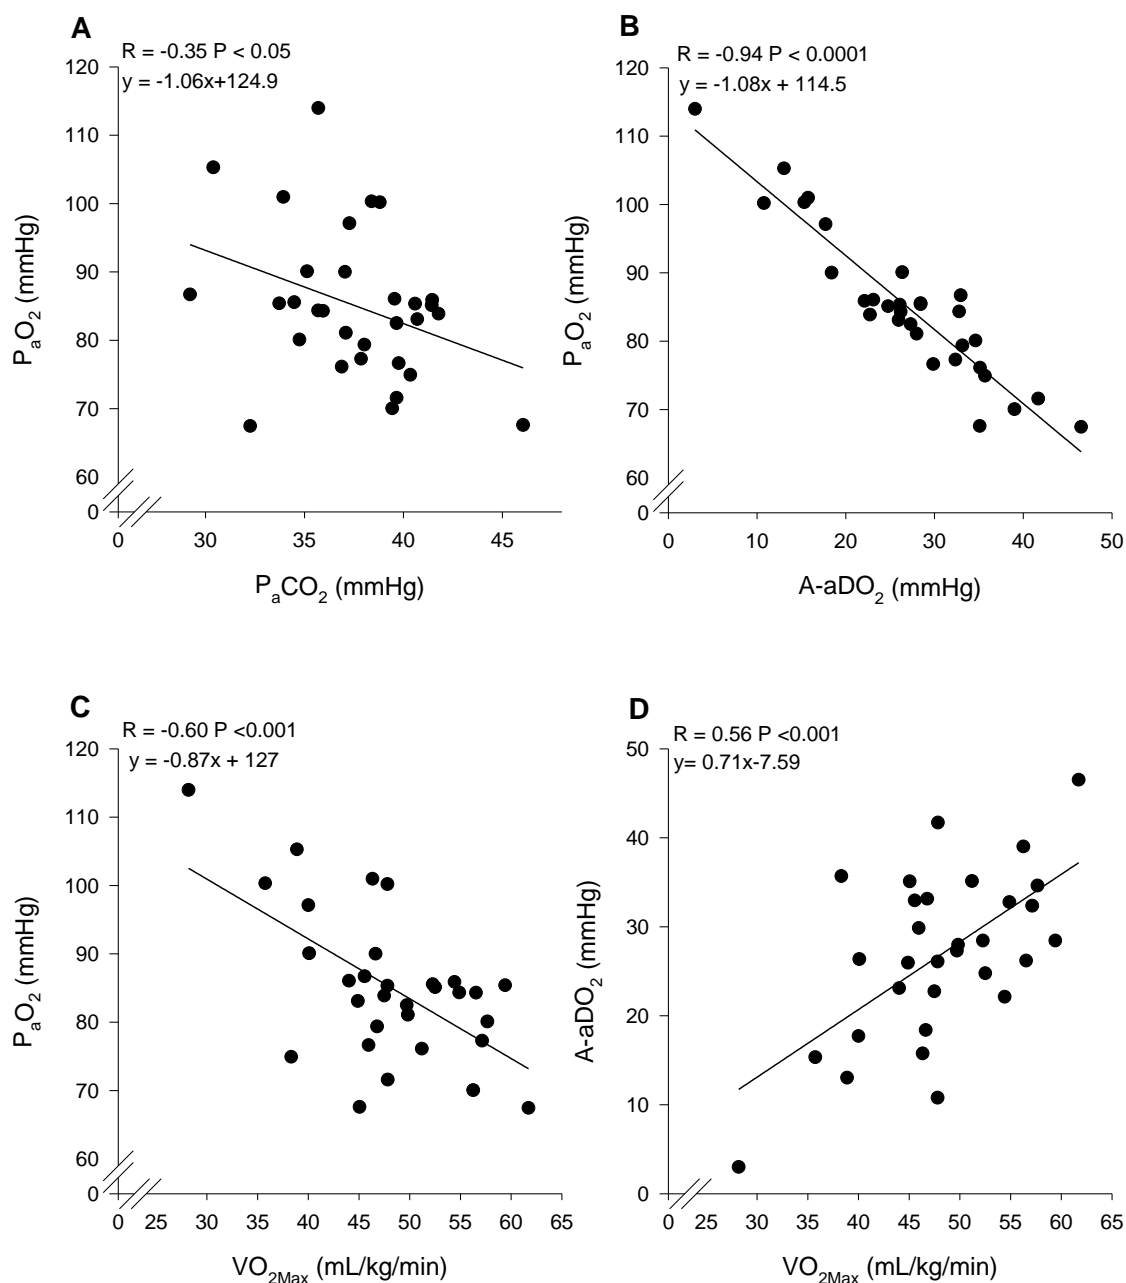 A
R = -0.35 P < 0.05
y = -1.06x+124.9
120
110
100
90
80
70
60
0
PaO2 (mmHg)
0 30 35 40 45
PaCO2 (mmHg)
B
R = -0.94 P < 0.0001
y = -1.08x + 114.5
120
110
100
90
80
70
60
0
PaO2 (mmHg)
0 10 20 30 40 50
A-aDO2 (mmHg)
C
R = -0.60 P <0.001
y = -0.87x + 127
120
110
100
90
80
70
60
0
PaO2 (mmHg)
0 25 30 35 40 45 50 55 60 65
VO2Max (mL/kg/min)
D
R = 0.56 P <0.001
y= 0.71x-7.59
50
40
30
20
10
0
A-aDO2 (mmHg)
0 25 30 35 40 45 50 55 60 65
VO2Max (mL/kg/min)